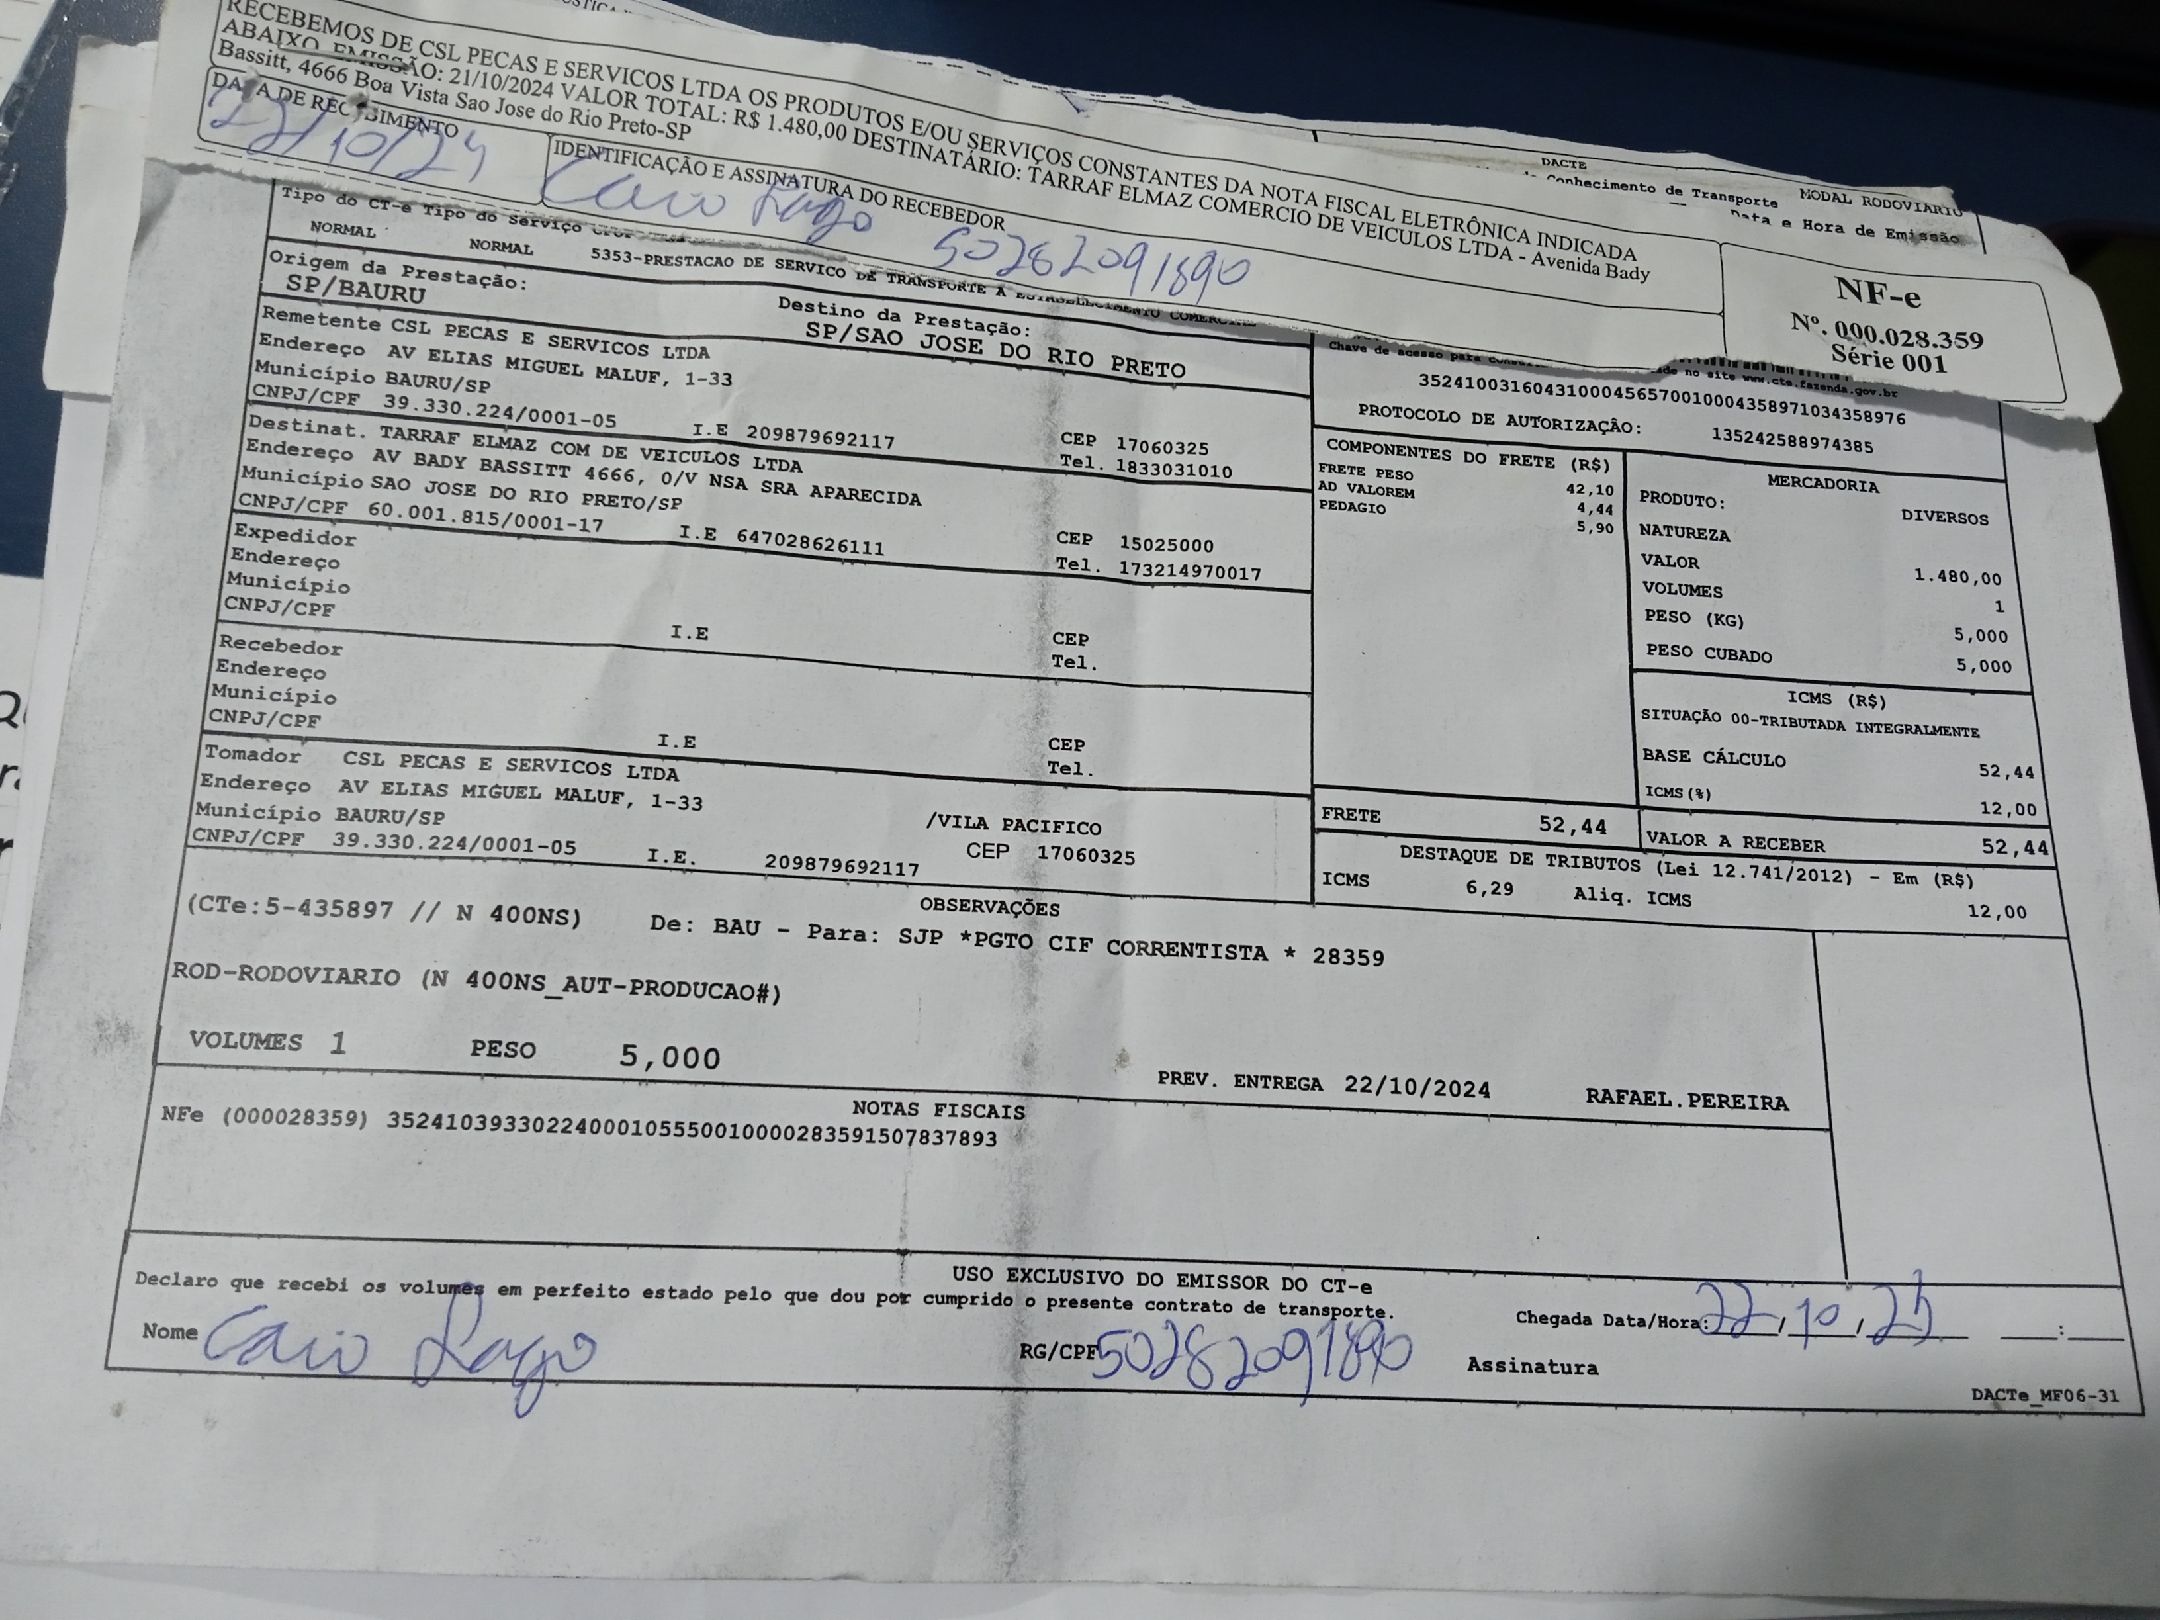 RECEBEMOS DE CSL PECAS E SERVICOS LTDA OS PRODUTOS E/OU SERVIÇOS CONSTANTES DA NOTA FISCAL ELETRÔNICA INDICADA
ABAIXO. EMISSÃO: 21/10/2024 VALOR TOTAL: R$ 1.480,00 DESTINATÁRIO: TARRAF ELMAZ COMERCIO DE VEICULOS LTDA - Avenida Bady
Bassitt, 4666 Boa Vista Sao Jose do Rio Preto-SP
DATA DE RECEBIMENTO
22/10/24
IDENTIFICAÇÃO E ASSINATURA DO RECEBEDOR
Caio Lago 50282091890
NF-e
Nº. 000.028.359
Série 001
DACTE
Conhecimento de Transporte
MODAL RODOVIARIO
Data e Hora de Emissão
Tipo do CT-e Tipo do Serviço CFOP
NORMAL NORMAL 5353-PRESTACAO DE SERVICO DE TRANSPORTE A ESTABELECIMENTO COMERCIAL
Origem da Prestação:
SP/BAURU
Destino da Prestação:
SP/SAO JOSE DO RIO PRETO
Remetente CSL PECAS E SERVICOS LTDA
Endereço AV ELIAS MIGUEL MALUF, 1-33
Município BAURU/SP CEP 17060325
CNPJ/CPF 39.330.224/0001-05 I.E 209879692117 Tel. 1833031010
Destinat. TARRAF ELMAZ COM DE VEICULOS LTDA
Endereço AV BADY BASSITT 4666, 0/V NSA SRA APARECIDA
Município SAO JOSE DO RIO PRETO/SP CEP 15025000
CNPJ/CPF 60.001.815/0001-17 I.E 647028626111 Tel. 173214970017
Expedidor
Endereço
Município CEP
CNPJ/CPF I.E Tel.
Recebedor
Endereço
Município CEP
CNPJ/CPF I.E Tel.
Tomador CSL PECAS E SERVICOS LTDA
Endereço AV ELIAS MIGUEL MALUF, 1-33 /VILA PACIFICO
Município BAURU/SP CEP 17060325
CNPJ/CPF 39.330.224/0001-05 I.E. 209879692117
Chave de acesso para no site www.cte.fazenda.gov.br
35241003160431000456570010004358971034358976
PROTOCOLO DE AUTORIZAÇÃO: 135242588974385
COMPONENTES DO FRETE (R$)
FRETE PESO 42,10
AD VALOREM 4,44
PEDAGIO 5,90
MERCADORIA
PRODUTO: DIVERSOS
NATUREZA
VALOR 1.480,00
VOLUMES 1
PESO (KG) 5,000
PESO CUBADO 5,000
ICMS (R$)
SITUAÇÃO 00-TRIBUTADA INTEGRALMENTE
BASE CÁLCULO 52,44
ICMS(%) 12,00
FRETE 52,44
VALOR A RECEBER 52,44
DESTAQUE DE TRIBUTOS (Lei 12.741/2012) - Em (R$)
ICMS 6,29 Aliq. ICMS 12,00
OBSERVAÇÕES
(CTe:5-435897 // N 400NS) De: BAU - Para: SJP *PGTO CIF CORRENTISTA * 28359
ROD-RODOVIARIO (N 400NS_AUT-PRODUCAO#)
VOLUMES 1 PESO 5,000
PREV. ENTREGA 22/10/2024 RAFAEL.PEREIRA
NOTAS FISCAIS
NFe (000028359) 35241039330224000105550010000283591507837893
USO EXCLUSIVO DO EMISSOR DO CT-e
Declaro que recebi os volumes em perfeito estado pelo que dou por cumprido o presente contrato de transporte.
Chegada Data/Hora: 22,10,24 :
Nome Caio Lago RG/CPF 50282091890 Assinatura
DACTe_MF06-31